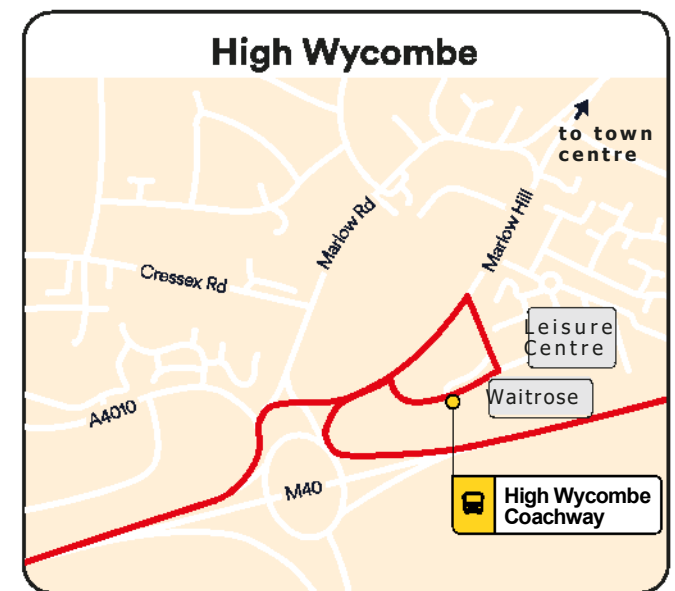 High Wycombe
to town
centre
Marlow Rd
Marlow Hill
Cressex Rd
Leisure
Centre
Waitrose
A4010
M40
High Wycombe
Coachway